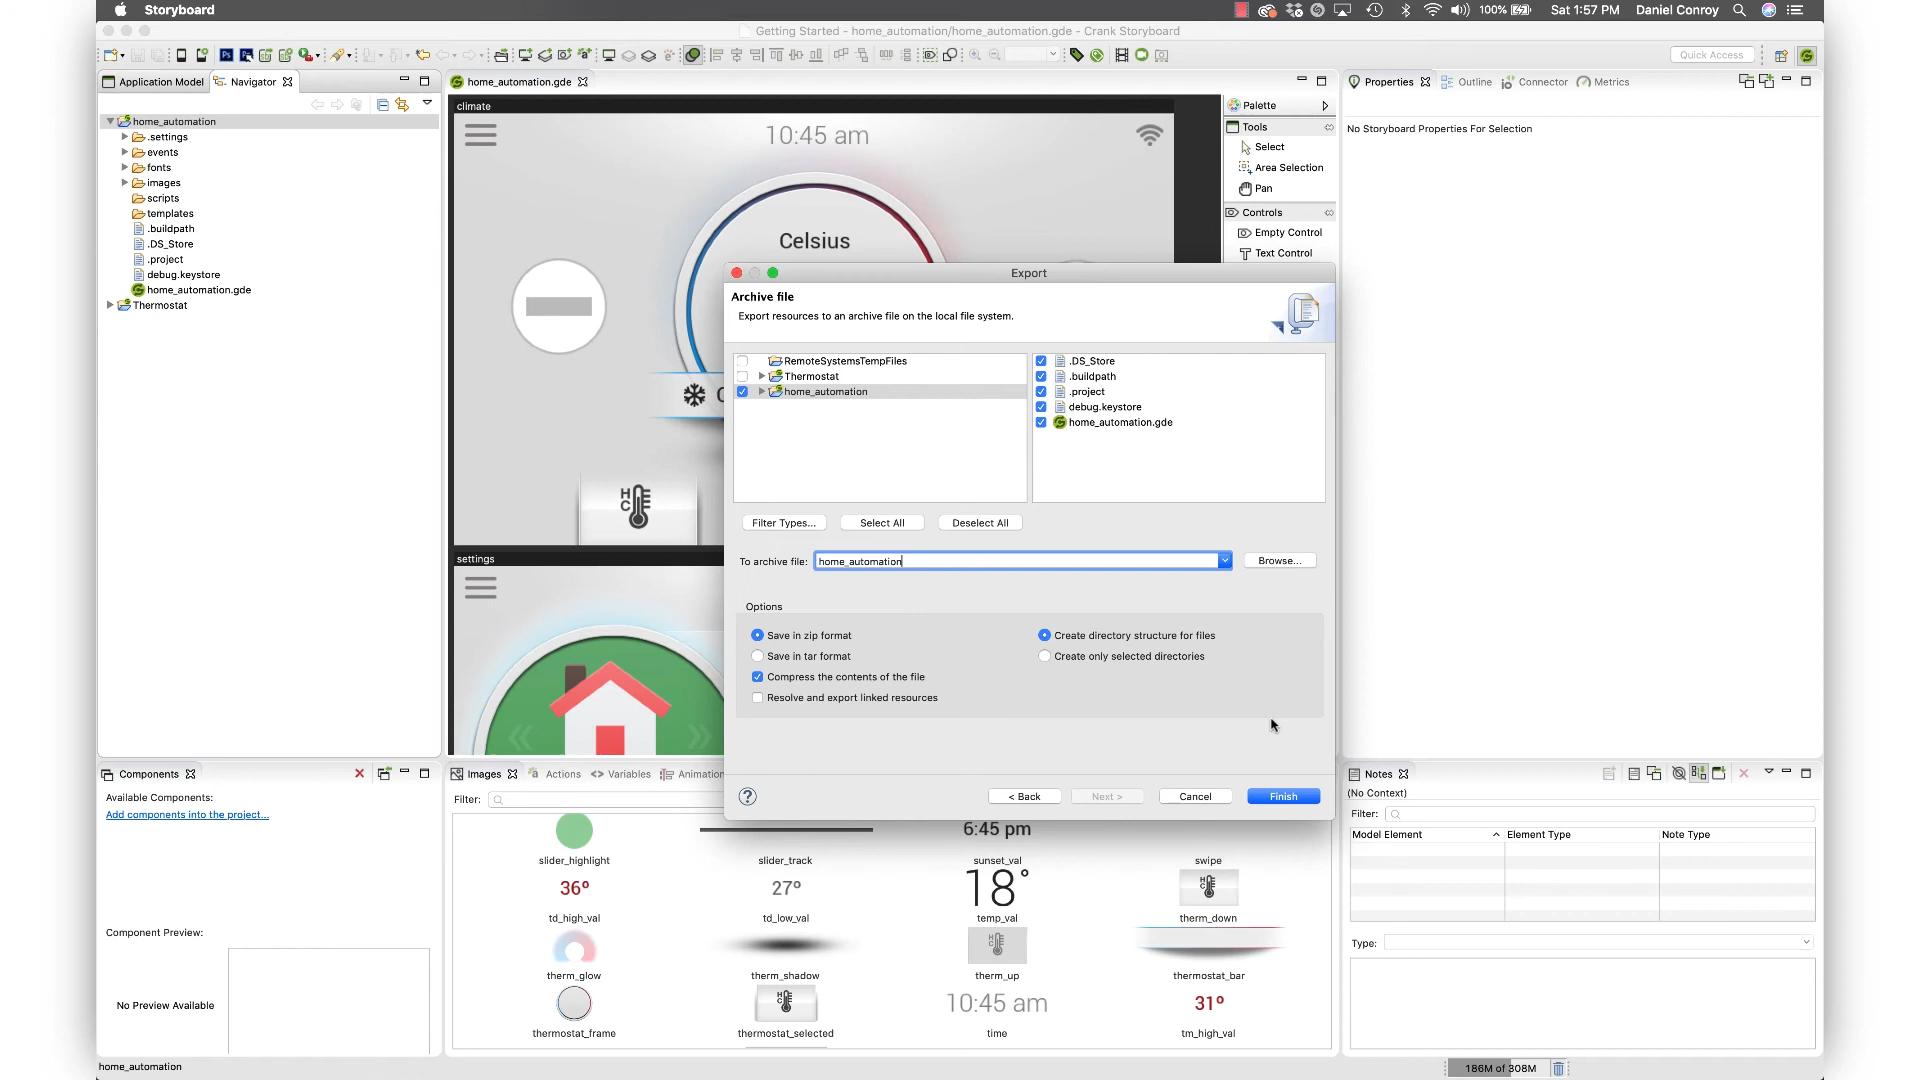 Storyboard
100%
Sat 1:57 PM
Daniel Conroy
Getting Started - home_automation/home_automation.gde - Crank Storyboard
Quick Access
Application Model
Navigator
home_automation.gde
Properties
Outline
Connector
Metrics
home_automation
.settings
events
fonts
images
scripts
templates
.buildpath
.DS_Store
.project
debug.keystore
home_automation.gde
Thermostat
climate
10:45 am
Celsius
Palette
Tools
Select
Area Selection
Pan
Controls
Empty Control
Text Control
No Storyboard Properties For Selection
Export
Archive file
Export resources to an archive file on the local file system.
RemoteSystemsTempFiles
Thermostat
home_automation
.DS_Store
.buildpath
.project
debug.keystore
home_automation.gde
Filter Types...
Select All
Deselect All
To archive file:
home_automation
Browse...
Options
Save in zip format
Create directory structure for files
Save in tar format
Create only selected directories
Compress the contents of the file
Resolve and export linked resources
< Back
Next >
Cancel
Finish
settings
Components
Available Components:
Add components into the project...
Component Preview:
No Preview Available
Images
Actions
Variables
Animation
Filter:
6:45 pm
slider_highlight
slider_track
sunset_val
swipe
36º
27º
18°
td_high_val
td_low_val
temp_val
therm_down
therm_glow
therm_shadow
therm_up
thermostat_bar
10:45 am
31º
thermostat_frame
thermostat_selected
time
tm_high_val
Notes
(No Context)
Filter:
Model Element
Element Type
Note Type
Type:
home_automation
186M of 308M